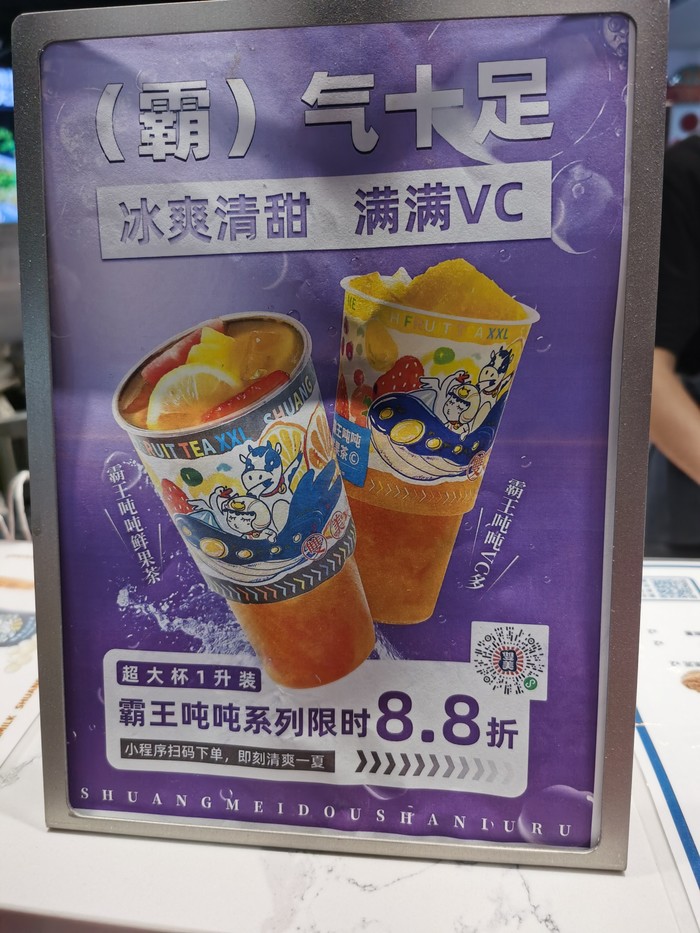 （霸）气十足
冰爽清甜 满满VC
FRUIT TEA XXL
SHUANG
H FRUIT TEA XXL
霸王吨吨鲜果茶
霸王吨吨VC多
超大杯1升装
霸王吨吨系列限时8.8折
小程序扫码下单，即刻清爽一夏
SHUANGMEIDOUSHANIURU